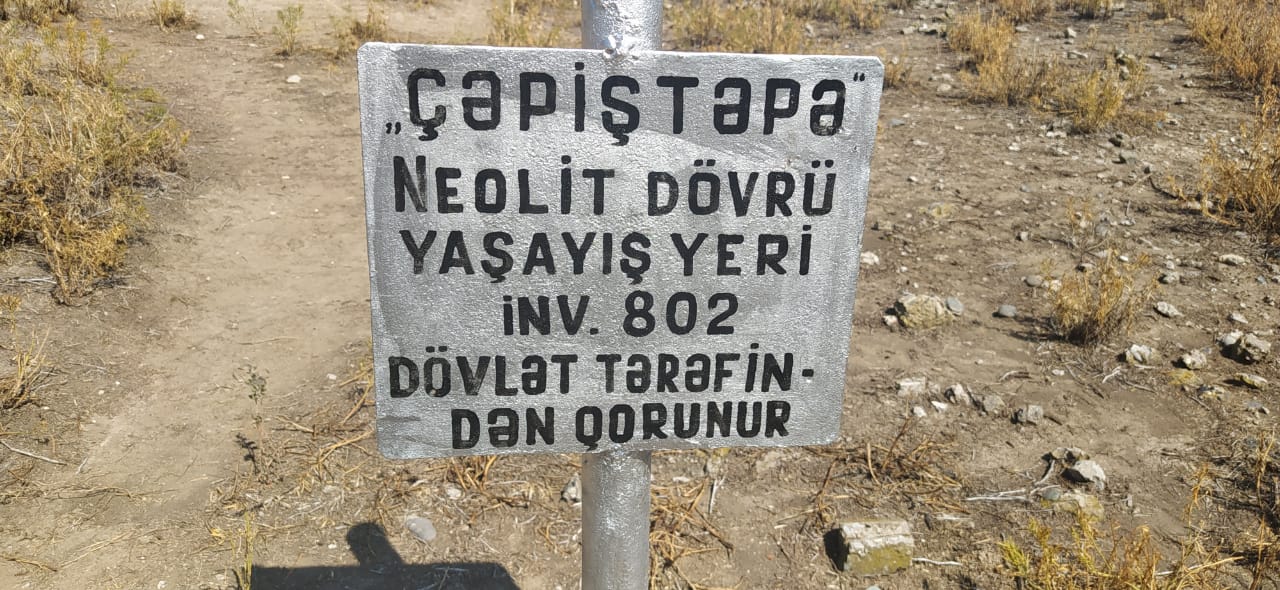 „ÇƏPİŞTƏPƏ“
NEOLİT DÖVRÜ
YAŞAYIŞ YERİ
İNV. 802
DÖVLƏT TƏRƏFİN-
DƏN QORUNUR